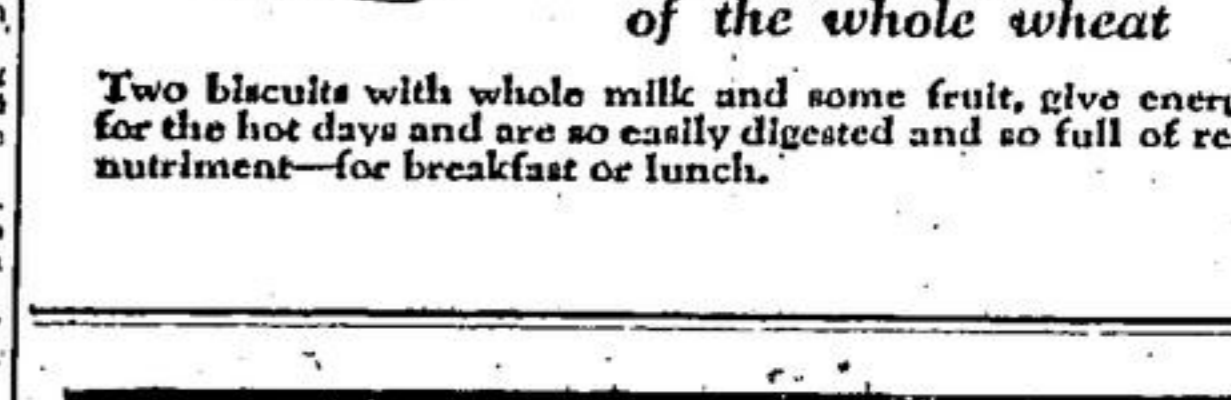 of the whole wheat
Two biscuits with whole milk and some fruit, give ener
for the hot days and are so easily digested and so full of re
nutriment—for breakfast or lunch.